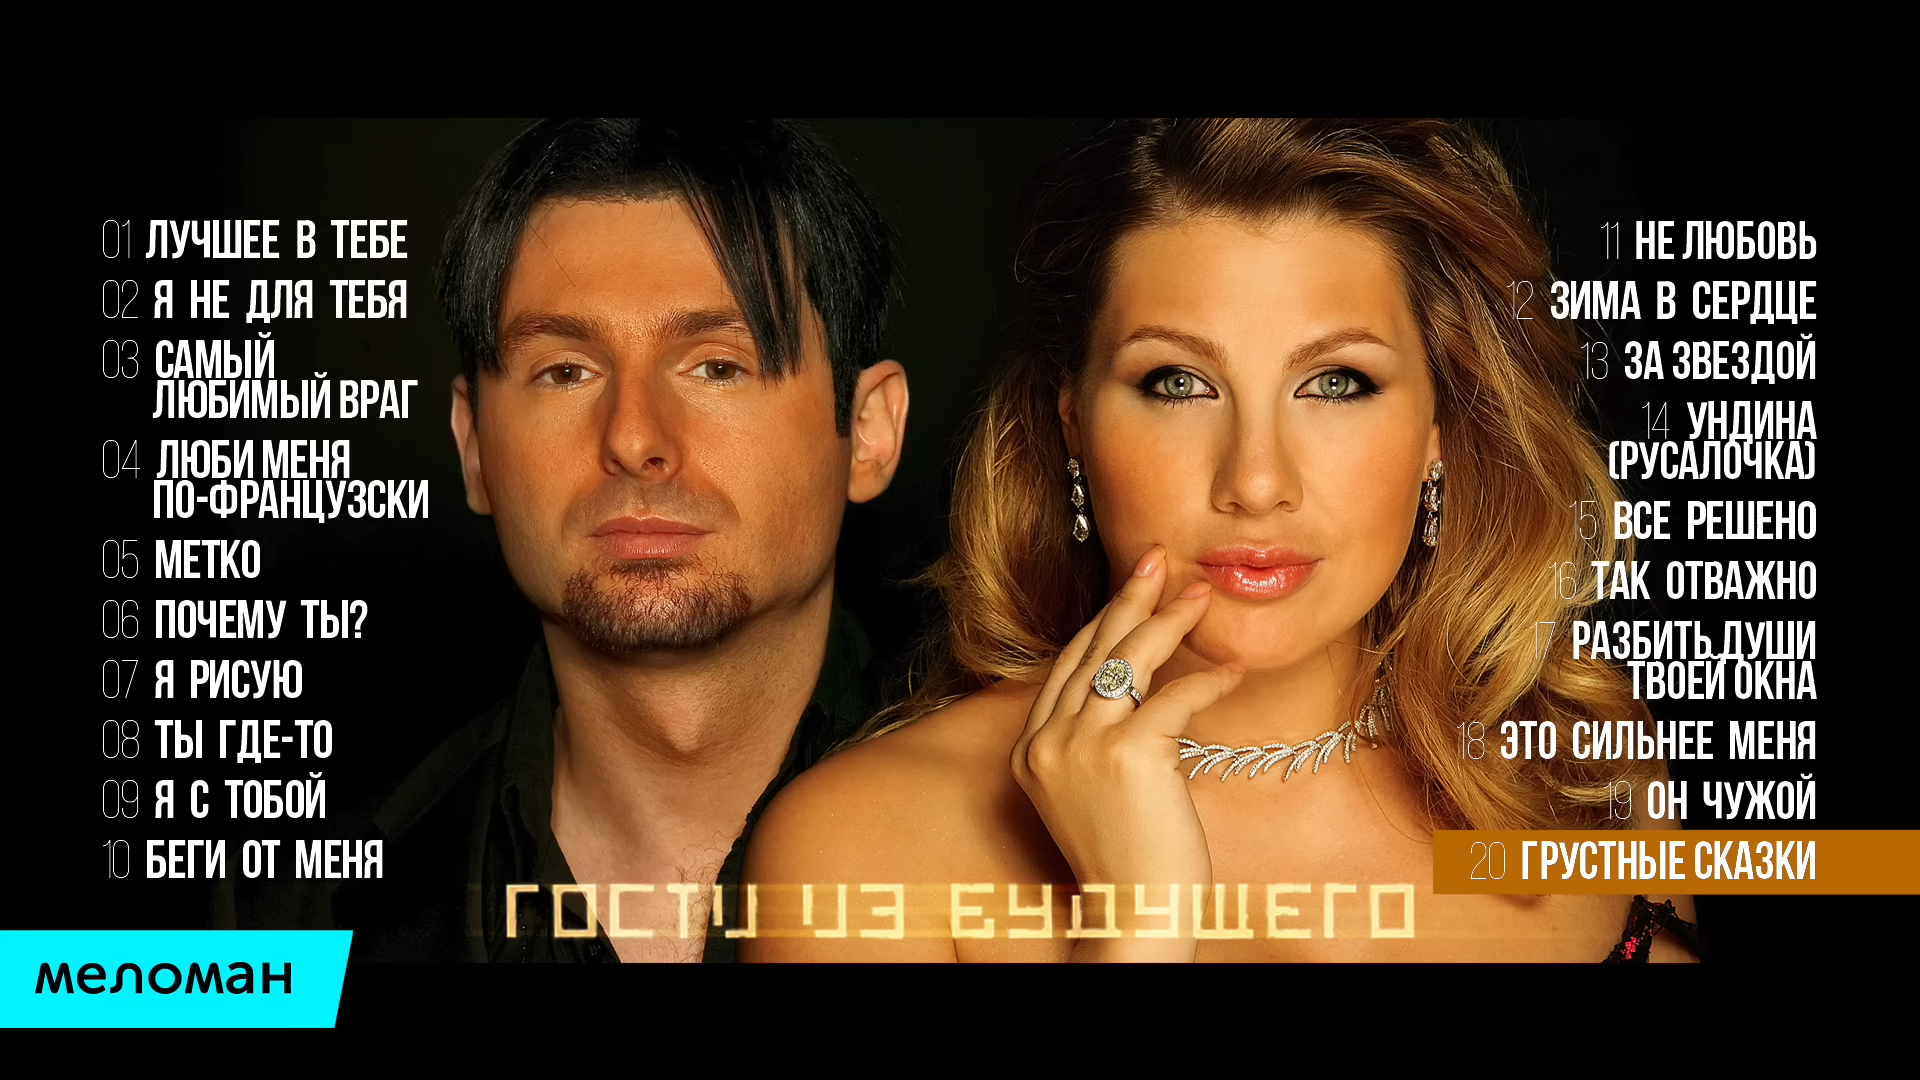 01 ЛУЧШЕЕ В ТЕБЕ
02 Я НЕ ДЛЯ ТЕБЯ
03 САМЫЙ
ЛЮБИМЫЙ ВРАГ
04 ЛЮБИ МЕНЯ
ПО-ФРАНЦУЗСКИ
05 МЕТКО
06 ПОЧЕМУ ТЫ?
07 Я РИСУЮ
08 ТЫ ГДЕ-ТО
09 Я С ТОБОЙ
10 БЕГИ ОТ МЕНЯ
11 НЕ ЛЮБОВЬ
12 ЗИМА В СЕРДЦЕ
13 ЗА ЗВЕЗДОЙ
14 УНДИНА
(РУСАЛОЧКА)
15 ВСЕ РЕШЕНО
16 ТАК ОТВАЖНО
17 РАЗБИТЬ ДУШИ
ТВОЕЙ ОКНА
18 ЭТО СИЛЬНЕЕ МЕНЯ
19 ОН ЧУЖОЙ
20 ГРУСТНЫЕ СКАЗКИ
ГОСТИ ИЗ БУДУЩЕГО
меломан